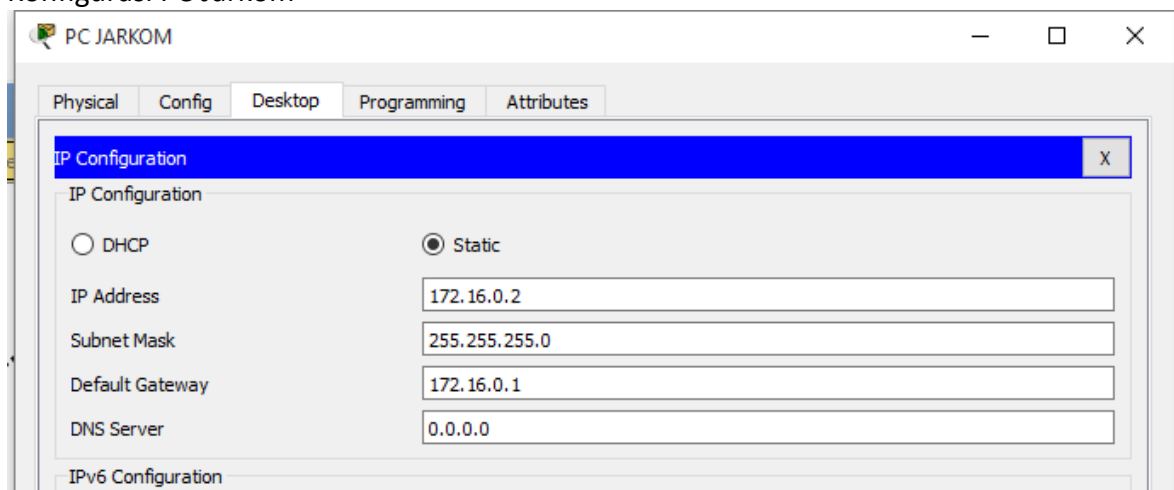 PC JARKOM
Physical Config Desktop Programming Attributes
IP Configuration X
IP Configuration
DHCP Static
IP Address 172.16.0.2
Subnet Mask 255.255.255.0
Default Gateway 172.16.0.1
DNS Server 0.0.0.0
IPv6 Configuration